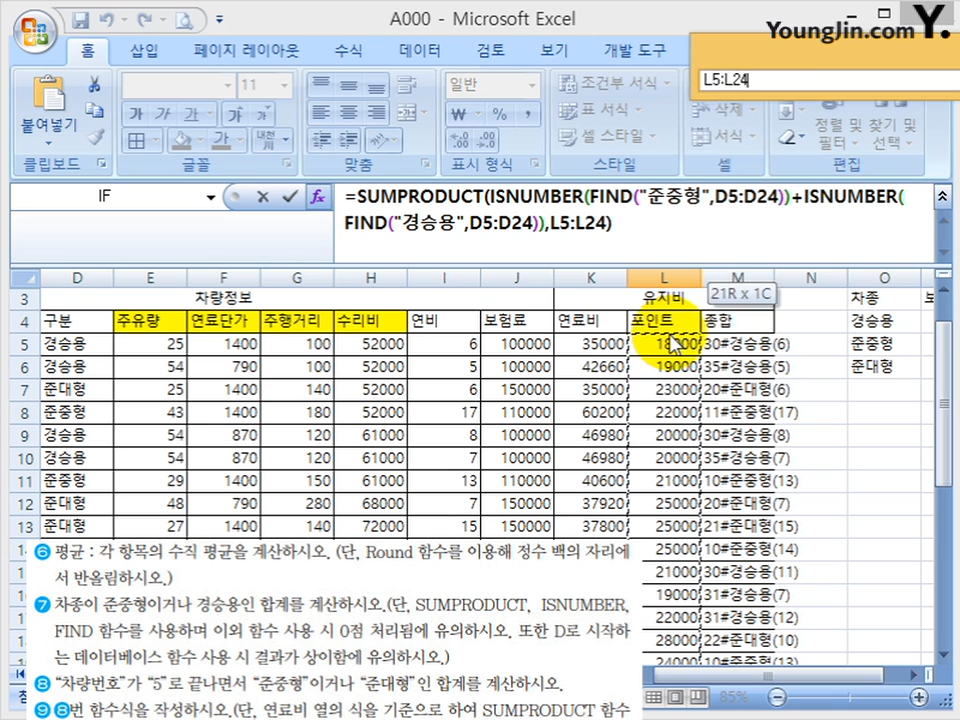 A000 - Microsoft Excel
YoungJin.com Y.
홈 삽입 페이지 레이아웃 수식 데이터 검토 보기 개발 도구
L5:L24
11 일반 조건부 서식 삭제
붙여넣기 가 가 가 표 서식 정렬 및 찾기 및
내천 셀 스타일 서식 필터 선택
클립보드 글꼴 맞춤 표시 형식 스타일 셀 편집
IF =SUMPRODUCT(ISNUMBER(FIND("준중형",D5:D24))+ISNUMBER(
FIND("경승용",D5:D24)),L5:L24)
D E F G H I J K L M N O
3 차량정보 유지비 21R x 1C 차종
4 구분 주유량 연료단가 주행거리 수리비 연비 보험료 연료비 포인트 종합 경승용
5 경승용 25 1400 100 52000 6 100000 35000 30#경승용(6) 준중형
6 경승용 54 790 100 52000 5 100000 42660 19000 35#경승용(5) 준대형
7 준대형 25 1400 140 52000 6 150000 35000 23000 20#준대형(6)
8 준중형 43 1400 180 52000 17 110000 60200 22000 11#준중형(17)
9 경승용 54 870 120 61000 8 100000 46980 20000 30#경승용(8)
10 경승용 54 870 120 61000 7 100000 46980 20000 35#경승용(7)
11 준중형 29 1400 150 61000 13 110000 40600 21000 10#준중형(13)
12 준대형 48 790 280 68000 7 150000 37920 25000 20#준대형(7)
13 준대형 27 1400 140 72000 15 150000 37800 25000 21#준대형(15)
25000 10#준중형(14)
21000 30#경승용(11)
19000 31#경승용(7)
22000 31#경승용(12)
28000 22#준대형(10)
24000 10#준중형(13)
⑥ 평균 : 각 항목의 수직 평균을 계산하시오. (단, Round 함수를 이용해 정수 백의 자리에
서 반올림하시오.)
⑦ 차종이 준중형이거나 경승용인 합계를 계산하시오.(단, SUMPRODUCT, ISNUMBER,
FIND 함수를 사용하며 이외 함수 사용 시 0점 처리됨에 유의하시오. 또한 D로 시작하
는 데이터베이스 함수 사용 시 결과가 상이함에 유의하시오.)
⑧ "차량번호"가 "5"로 끝나면서 "준중형"이거나 "준대형"인 합계를 계산하시오.
⑨ ⑧번 함수식을 작성하시오.(단, 연료비 열의 식을 기준으로 하여 SUMPRODUCT 함수
85%